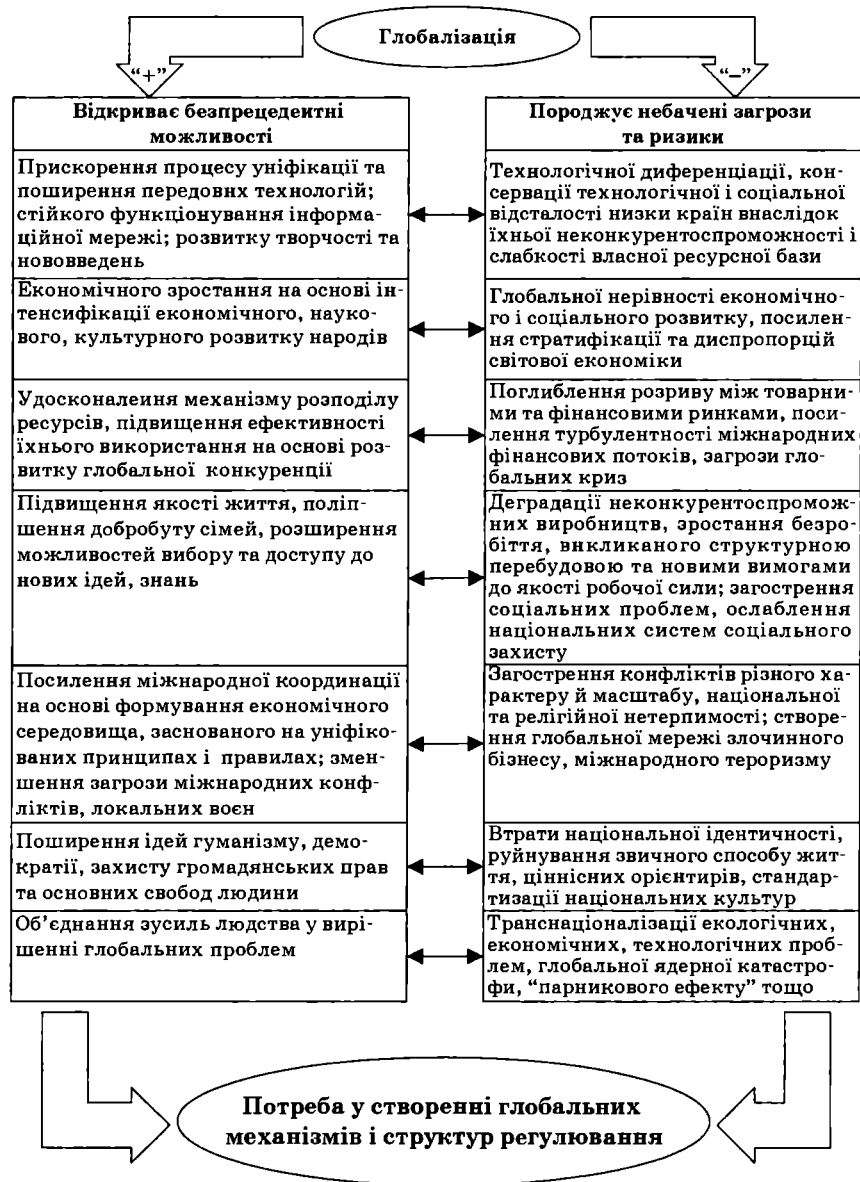 Глобалізація
“+”
“–”
Відкриває безпрецедентні
можливості
Прискорення процесу уніфікації та
поширення передовнх технологій;
стійкого функціонування інформа-
ційної мережі; розвитку творчості та
нововведень
Економічного зростання на основі ін-
тенсифікації економічного, науко-
вого, культурного розвитку народів
Удосконалеиня механізму розподілу
ресурсів, підвищення ефективності
їхнього використання на основі роз-
витку глобальної конкуренції
Підвищення якості життя, поліп-
шення добробуту сімей, розширення
можливостей вибору та доступу до
нових ідей, знань
Посилення міжнародної координації
на основі формування економічного
середовища, заснованого на уніфіко-
ваних принципах і правилах; змен-
шення загрози міжнародних конф-
ліктів, локальних воєн
Поширення ідей гуманізму, демо-
кратії, захисту громадянських прав
та основних свобод людини
Об’єднання зусиль людства у вирі-
шенні глобальних проблем
Породжує небачені загрози
та ризики
Технологічної диференціації, кон-
сервації технологічної і соціальної
відсталості низки країн внаслідок
їхньої неконкурентоспроможності і
слабкості власної ресурсної бази
Глобальної нерівності економічно-
го і соціального розвитку, посилен-
ня стратифікації та диспропорцій
світової економіки
Поглиблення розриву між товарни-
ми та фінансовими ринками, поси-
лення турбулентності міжнародних
фінансових потоків, загрози гло-
бальних криз
Деградації неконкурентоспромож-
них виробництв, зростання безро-
біття, внкликаного структурною
перебудовою та новими вимогами
до якості робочої сили; загострення
соціальних проблем, ослаблення
національних систем соціального
захисту
Загострення конфліктів різного ха-
рактеру й масштабу, національної
та релігійної нетерпимості; створе-
ння глобальної мережі злочинного
бізнесу, міжнародного тероризму
Втрати національної ідентичності,
руйнування звичного способу жит-
тя, ціннісних орієнтирів, стандар-
тизації національних культур
Транснаціоналізації екологічних,
економічних, технологічних проб-
лем, глобальної ядерної катастро-
фи, “парникового ефекту” тощо
Потреба у створенні глобальних
механізмів і структур регулювання